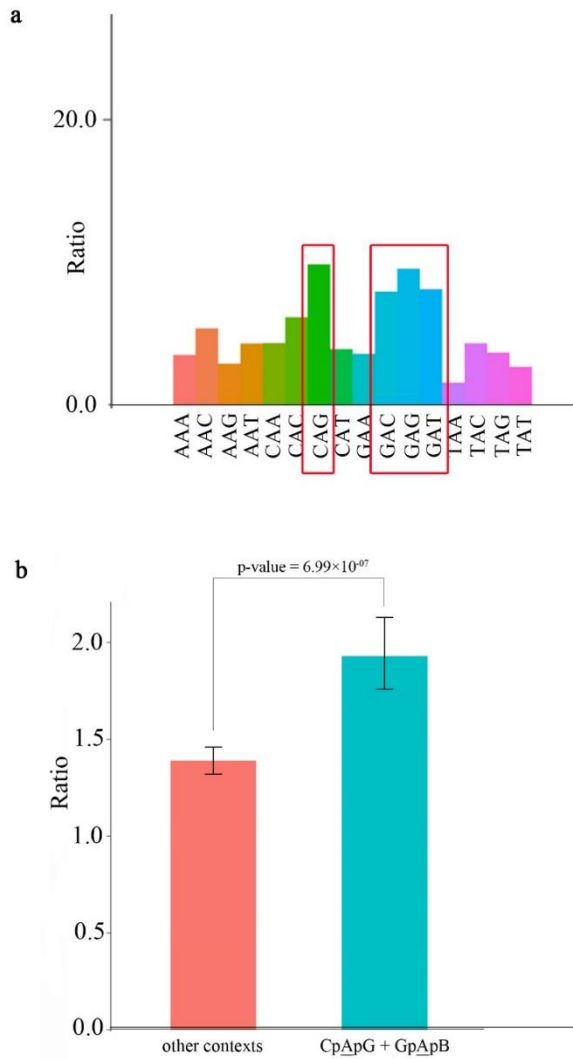 a
20.0
Ratio
0.0
AAA AAC AAG AAT CAA CAC CAG CAT GAA GAC GAG GAT TAA TAC TAG TAT
b
p-value = 6.99×10⁻⁰⁷
2.0
1.5
Ratio
1.0
0.5
0.0
other contexts CpApG + GpApB